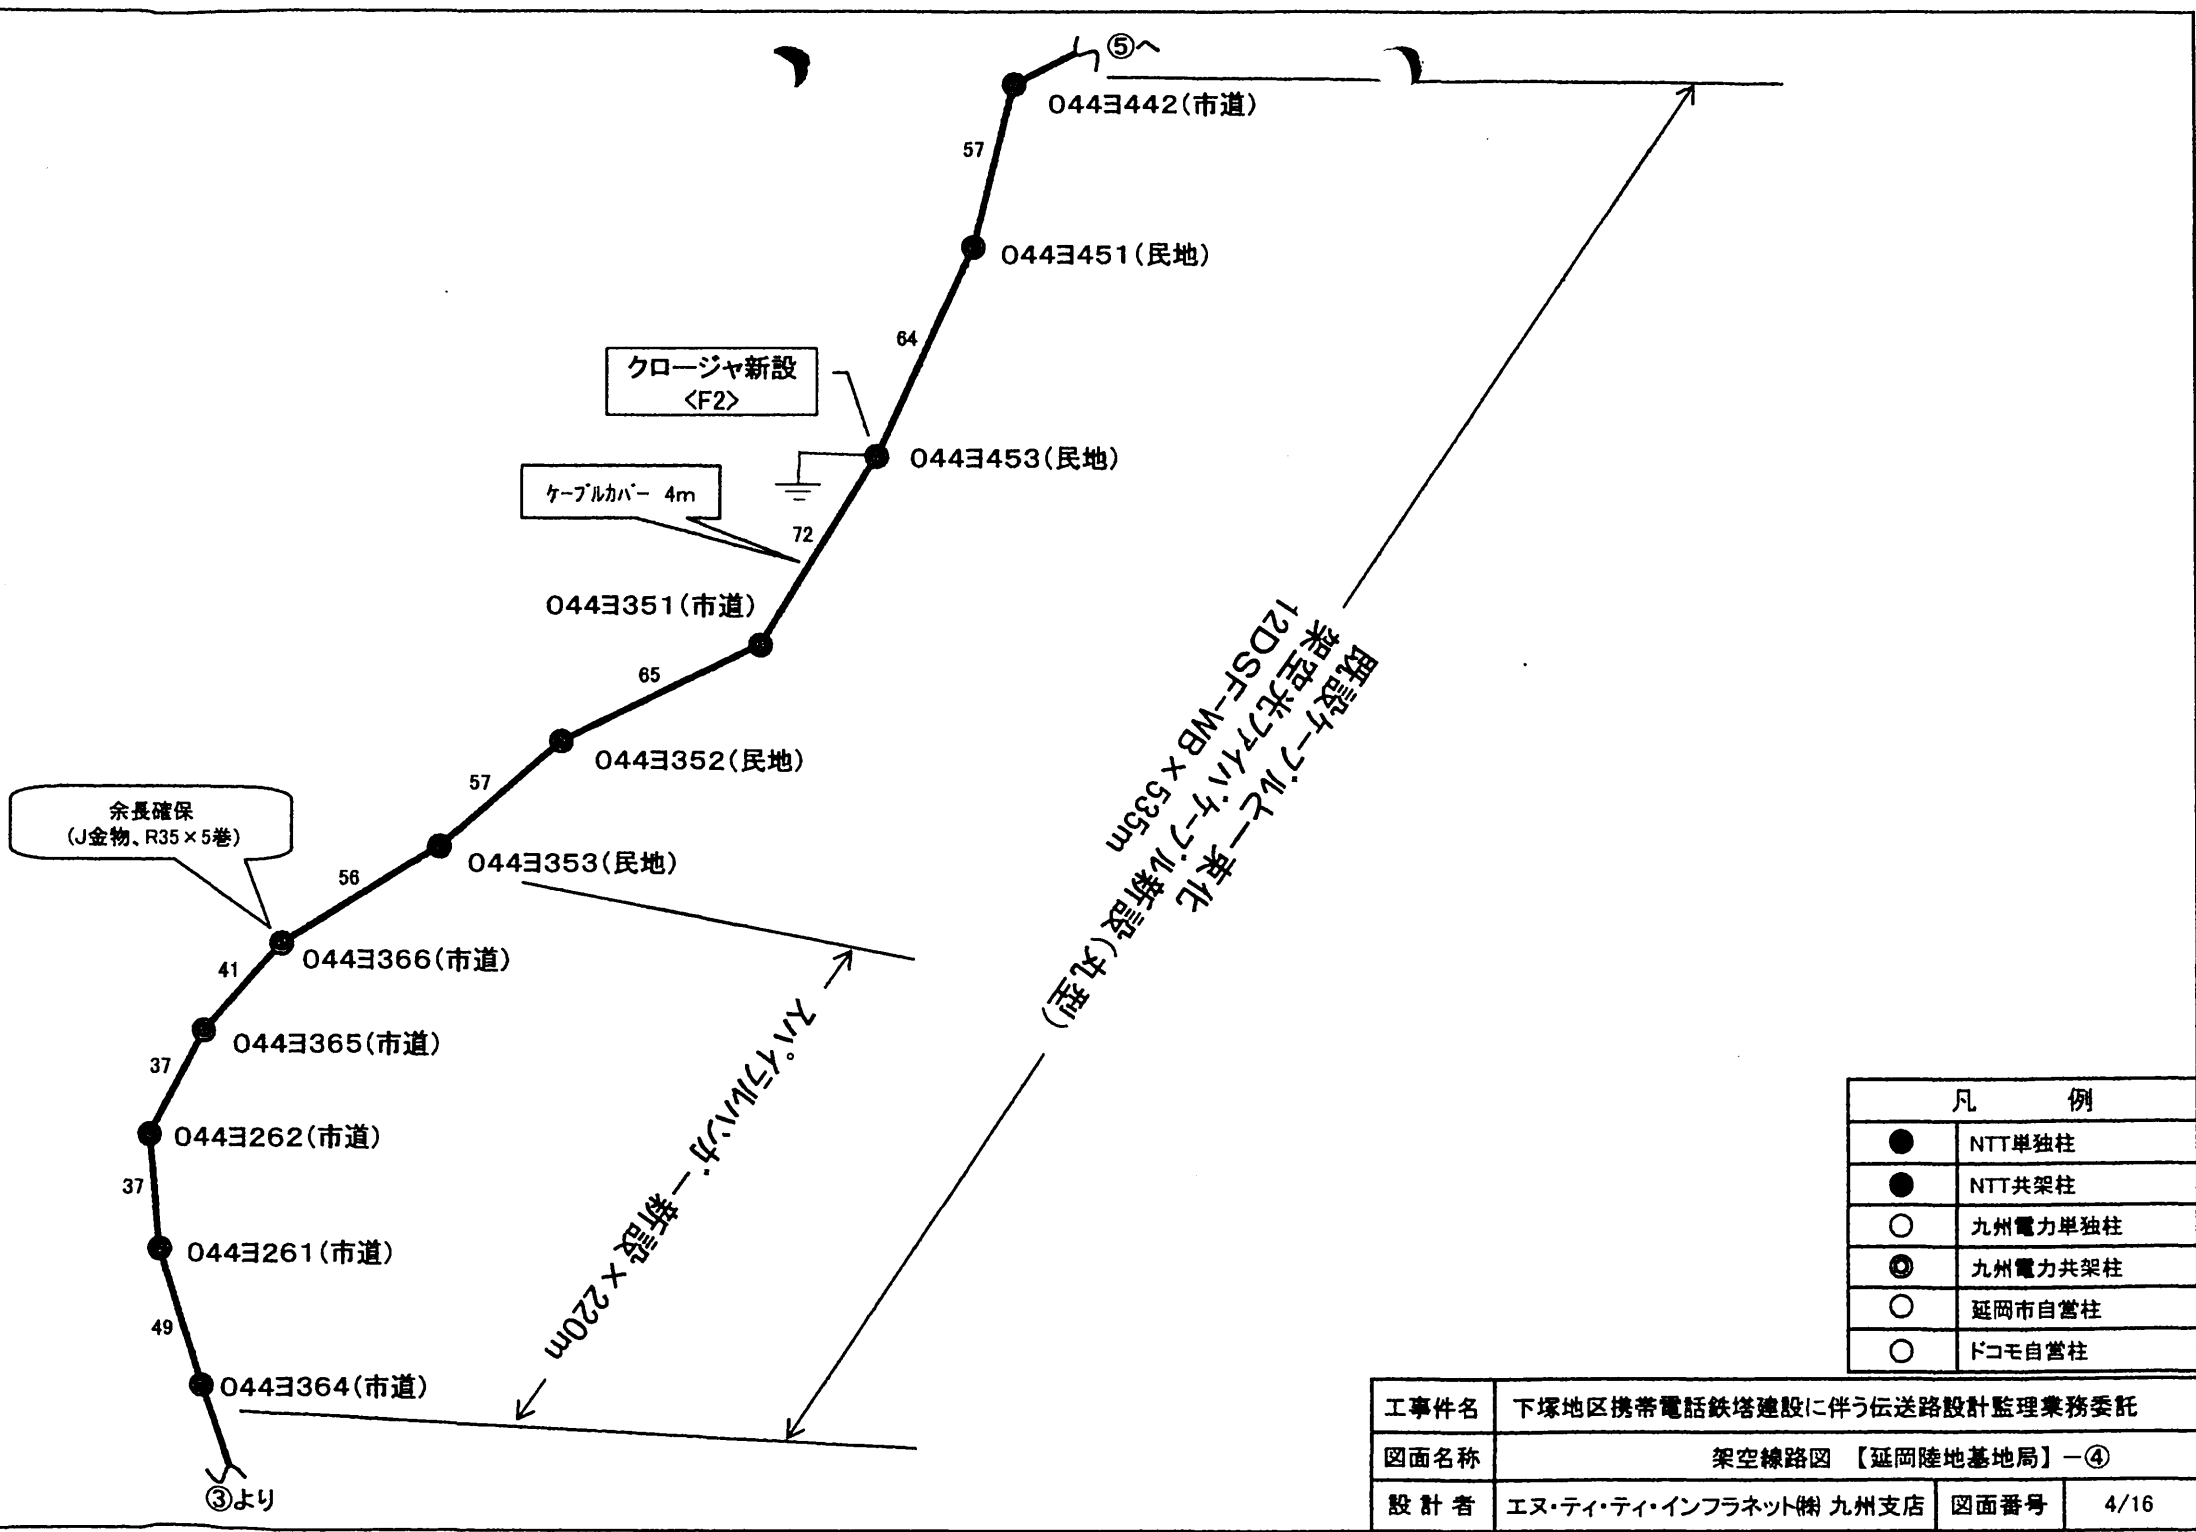 ⑤へ
044ヨ442(市道)
57
044ヨ451(民地)
64
クロージャ新設
<F2>
044ヨ453(民地)
ケーブルカバー 4m
72
044ヨ351(市道)
65
044ヨ352(民地)
57
余長確保
(J金物、R35×5巻)
044ヨ353(民地)
56
044ヨ366(市道)
41
044ヨ365(市道)
37
044ヨ262(市道)
37
044ヨ261(市道)
49
044ヨ364(市道)
③より
既設ケーブルと一束化
架空光ファイバケーブル新設(丸型)
12DSF-WB×535m
スパイラルハンガー新設×220m
凡 例
NTT単独柱
NTT共架柱
九州電力単独柱
九州電力共架柱
延岡市自営柱
ドコモ自営柱
工事件名 下塚地区携帯電話鉄塔建設に伴う伝送路設計監理業務委託
図面名称 架空線路図 【延岡陸地基地局】-④
設計者 エヌ・ティ・ティ・インフラネット㈱ 九州支店 図面番号 4/16